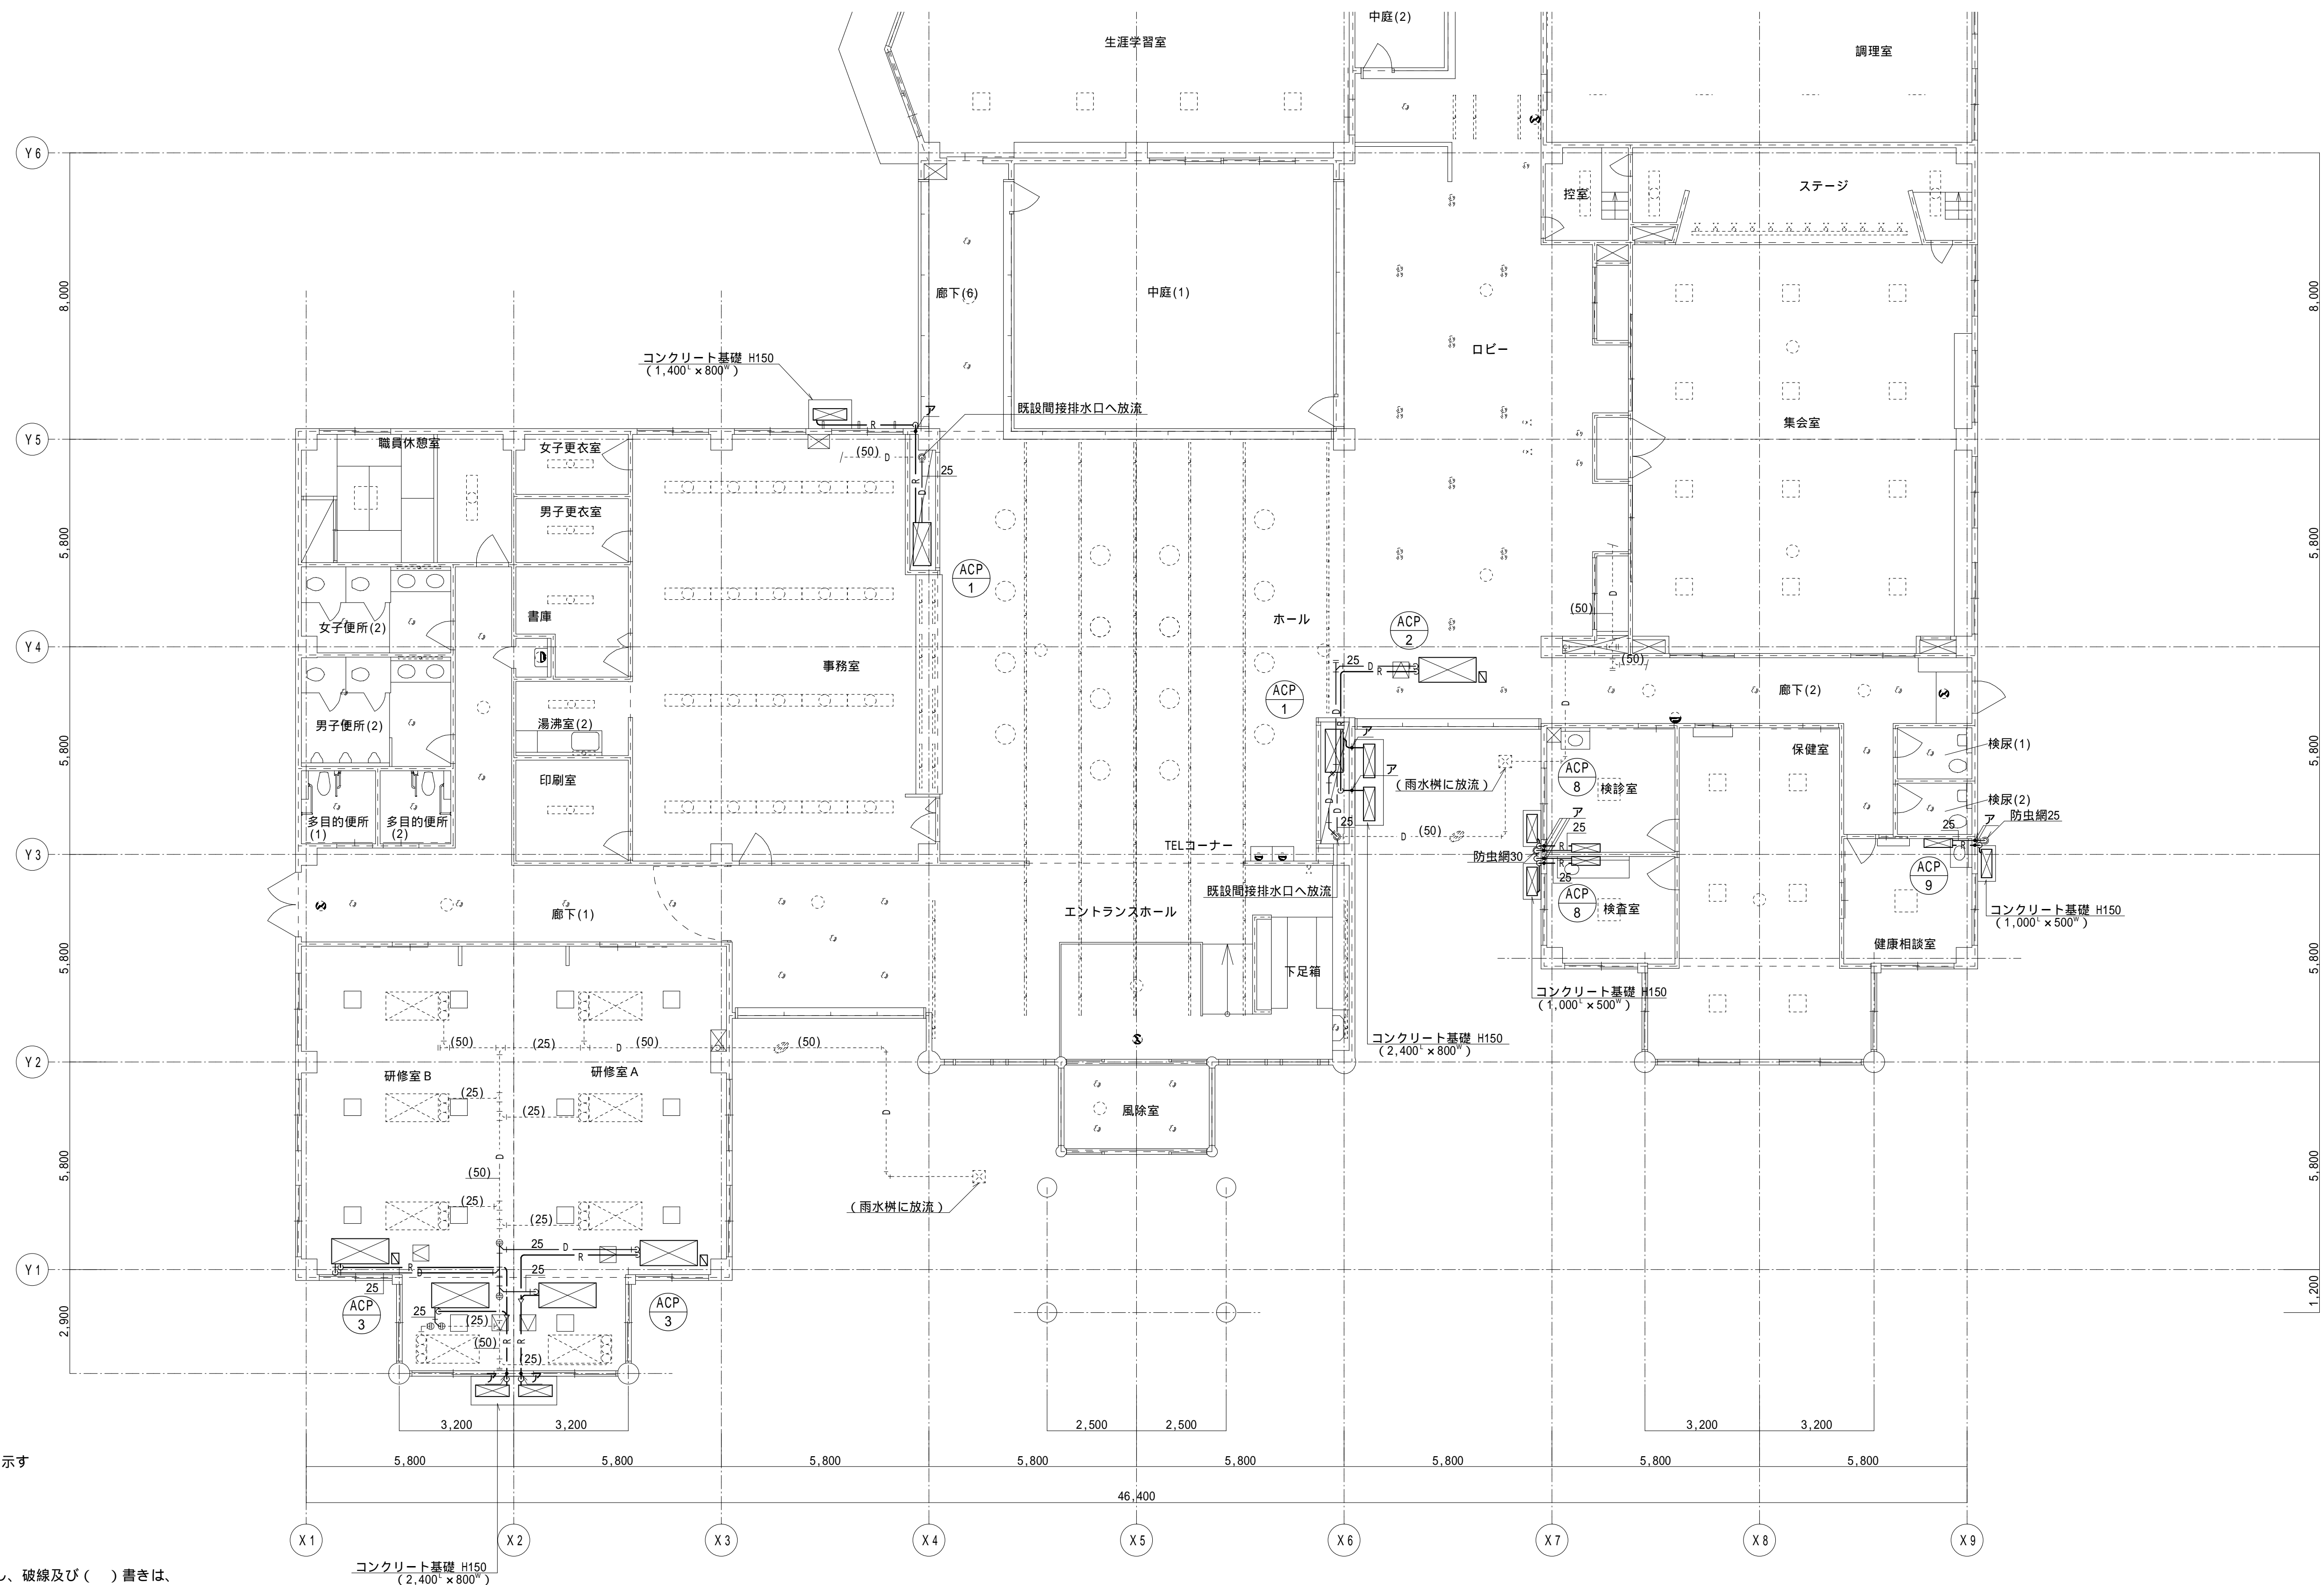 中庭(2)
生涯学習室
調理室
Y6
控室
ステージ
8,000
廊下(6)
中庭(1)
8,000
ロビー
コンクリート基礎 H150
(1,400L×800W)
ア
既設間接排水口へ放流
Y5
職員休憩室
女子更衣室
(50)
D
R
25
集会室
R
D
男子更衣室
5,800
5,800
ACP
1
女子便所(2)
書庫
ホール
(50)
D
ACP
2
Y4
事務室
25
D
R
(50)
ACP
1
廊下(2)
男子便所(2)
湯沸室(2)
D
R
ア
D
保健室
検尿(1)
5,800
5,800
印刷室
ア
(雨水桝に放流)
ACP
8
検診室
検尿(2)
多目的便所
(1)
多目的便所
(2)
D
D
25
D
(50)
ア
25
25
ア
防虫網25
Y3
TELコーナー
防虫網30
R
R
R
25
ACP
9
既設間接排水口へ放流
ACP
8
検査室
廊下(1)
エントランスホール
コンクリート基礎 H150
(1,000L×500W)
健康相談室
5,800
5,800
下足箱
コンクリート基礎 H150
(1,000L×500W)
(50)
(25)
D
(50)
(50)
コンクリート基礎 H150
(2,400L×800W)
Y2
研修室B
研修室A
(25)
(25)
D
風除室
D
5,800
5,800
(50)
(25)
(25)
(雨水桝に放流)
25
D
R
Y1
R
D
25
25
ACP
3
25
(25)
ACP
3
1,200
2,900
(50)
R
R
(25)
ア
ア
3,200
3,200
2,500
2,500
3,200
3,200
示す
5,800
5,800
5,800
5,800
5,800
5,800
5,800
5,800
46,400
X1
X2
X3
X4
X5
X6
X7
X8
X9
コンクリート基礎 H150
(2,400L×800W)
、破線及び( )書きは、